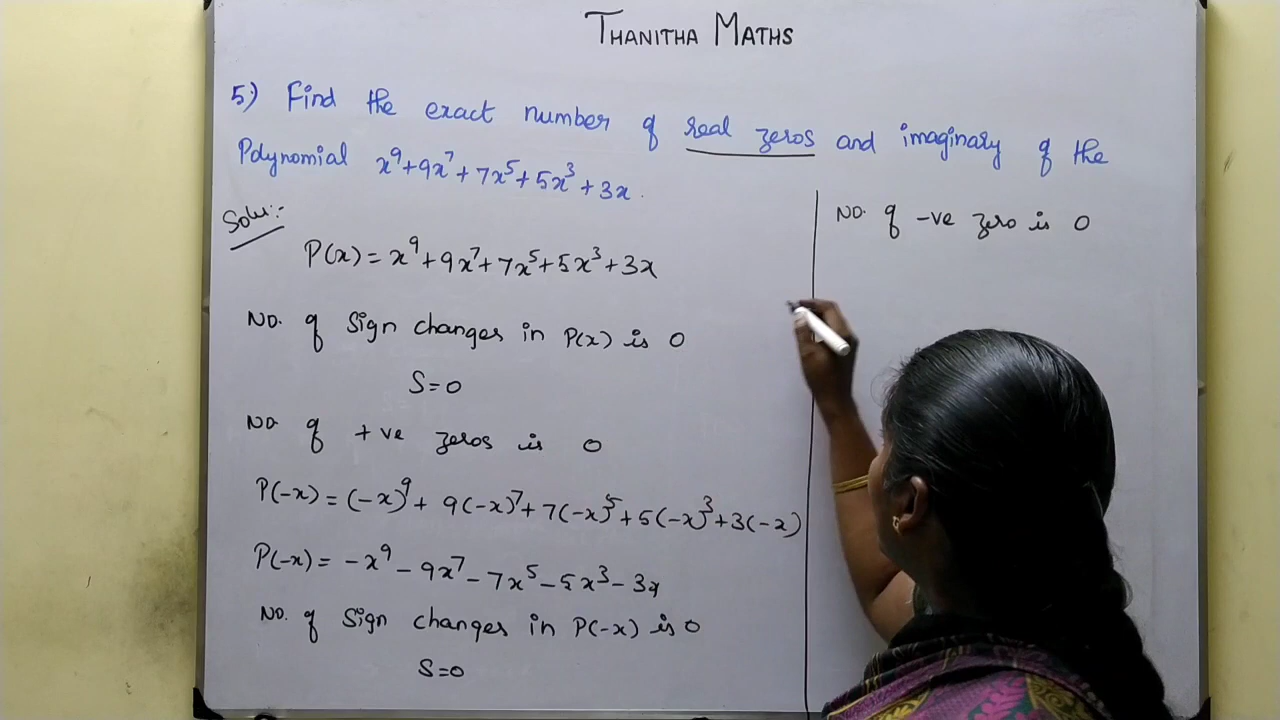 THANITHA MATHS
5) Find the exact number of real zeros and imaginary of the
Polynomial x⁹+9x⁷+7x⁵+5x³+3x.
Solu:-
P(x)=x⁹+9x⁷+7x⁵+5x³+3x
NO. of Sign changes in P(x) is 0
S=0
NO of +ve zeros is 0
P(-x)=(-x)⁹+ 9(-x)⁷+7(-x)⁵+5(-x)³+3(-x)
P(-x)= -x⁹-9x⁷-7x⁵-5x³-3x
NO. of Sign changes in P(-x) is 0
S=0
NO. of -ve zero is 0